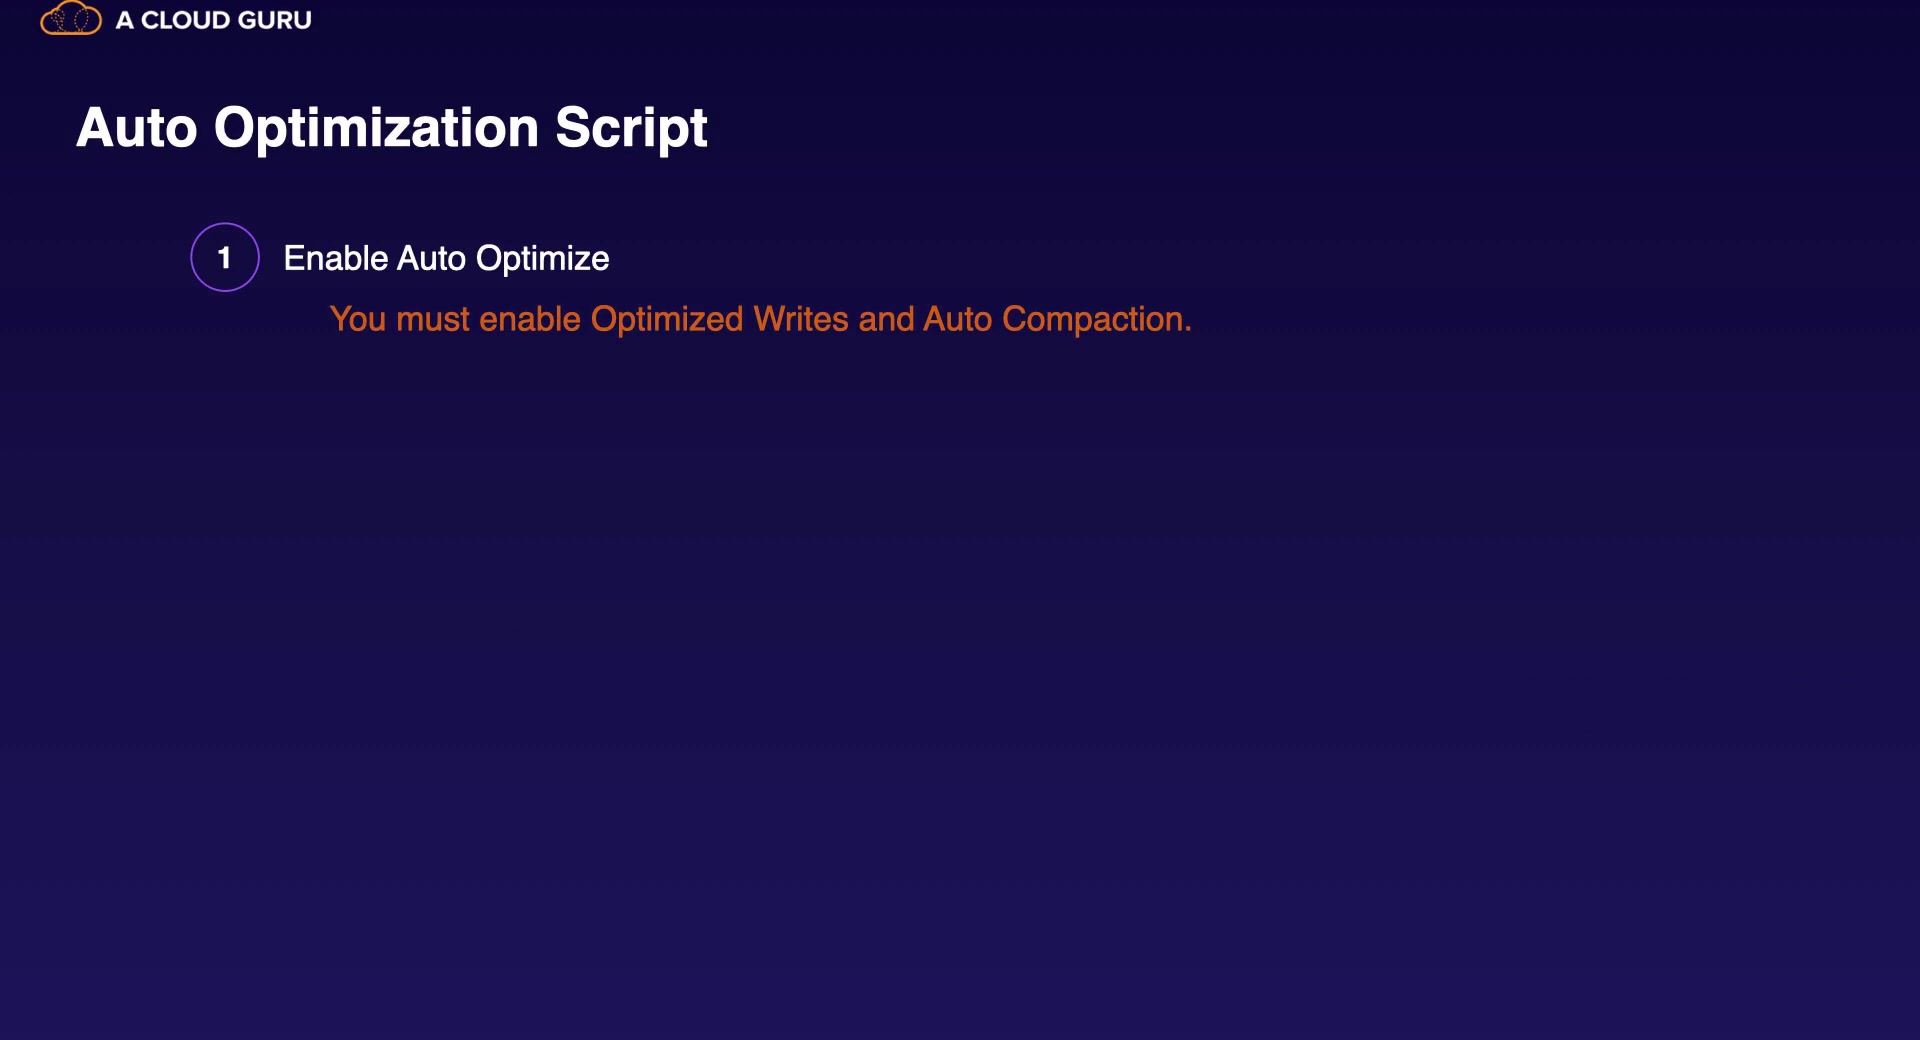 A CLOUD GURU
Auto Optimization Script
1 Enable Auto Optimize
You must enable Optimized Writes and Auto Compaction.